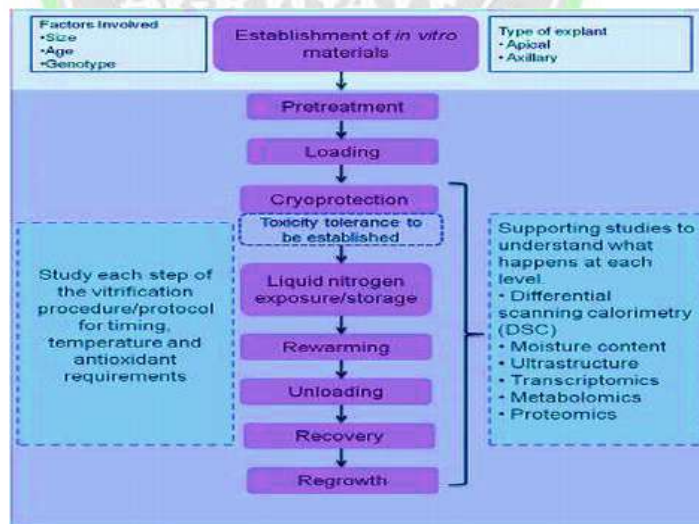 Factors Involved
•Size
•Age
•Genotype
Establishment of in vitro
materials
Type of explant
• Apical
• Axillary
Pretreatment
Loading
Cryoprotection
Toxicity tolerance to
be established
Liquid nitrogen
exposure/storage
Rewarming
Unloading
Recovery
Regrowth
Study each step of
the vitrification
procedure/protocol
for timing,
temperature and
antioxidant
requirements
Supporting studies to
understand what
happens at each
level.
• Differential
scanning calorimetry
(DSC)
• Moisture content
• Ultrastructure
• Transcriptomics
• Metabolomics
• Proteomics